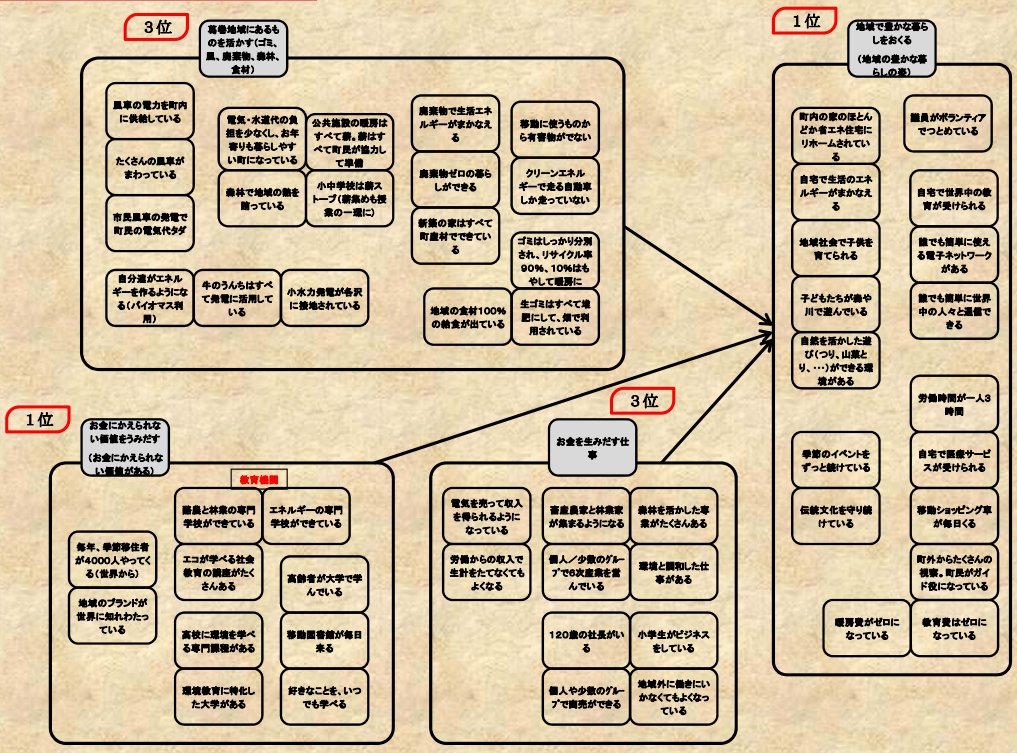 3位
葛巻地域にあるも
のを活かす(ゴミ、
風、廃棄物、森林、
食材)
風車の電力を町内
に供給している
たくさんの風車が
まわっている
市民風車の発電で
町民の電気代タダ
電気・水道代の負
担を少なくし、お年
寄りも暮らしやす
い町になっている
公共施設の暖房は
すべて薪。薪はす
べて町民が協力し
て準備
森林で地域の熱を
賄っている
小中学校は薪ス
トーブ(薪集めも授
業の一環に)
廃棄物で生活エネ
ルギーがまかなえ
る
廃棄物ゼロの暮ら
しができる
新築の家はすべて
町産材でできてい
る
移動に使うものか
ら有害物がでない
クリーンエネル
ギーで走る自動車
しか走っていない
ゴミはしっかり分別
され、リサイクル率
90%、10%はも
やして暖房に
自分達がエネル
ギーを作るようにな
る(バイオマス利
用)
牛のうんちはすべ
て発電に活用して
いる
小水力発電が各沢
に接地されている
地域の食材100%
の給食が出ている
生ゴミはすべて堆
肥にして、畑で利
用されている
1位
地域で豊かな暮ら
しをおくる
(地域の豊かな暮
らしの姿)
町内の家のほとん
どか省エネ住宅に
リホームされてい
る
自宅で生活のエネ
ルギーがまかなえ
る
地域社会で子供を
育てられる
子どもたちが森や
川で遊んでいる
自然を活かした遊
び(つり、山菜と
り、・・・)ができる環
境がある
季節のイベントを
ずっと続けている
伝統文化を守り続
けている
議員がボランティア
でつとめている
自宅で世界中の教
育が受けられる
誰でも簡単に使え
る電子ネットワーク
がある
誰でも簡単に世界
中の人々と通信で
きる
労働時間が一人3
時間
自宅で医療サービ
スが受けられる
移動ショッピング車
が毎日くる
町外からたくさんの
視察。町民がガイ
ド役になっている
暖房費がゼロに
なっている
教育費はゼロに
なっている
1位
お金にかえられな
い価値をうみだす
(お金にかえられな
い価値がある)
教育機関
酪農と林業の専門
学校ができている
エネルギーの専門
学校ができている
毎年、季節移住者
が4000人やってく
る(世界から)
地域のブランドが
世界に知れわたっ
ている
エコが学べる社会
教育の講座がたく
さんある
高齢者が大学で学
んでいる
高校に環境を学べ
る専門課程がある
移動図書館が毎日
来る
環境教育に特化し
た大学がある
好きなことを、いつ
でも学べる
3位
お金を生みだす仕
事
電気を売って収入
を得られるように
なっている
労働からの収入で
生計をたてなくても
よくなる
畜産農家と林業家
が集まるようになる
個人/少数のグルー
プで6次産業を営
んでいる
120歳の社長がい
る
個人や少数のグルー
プで商売ができる
森林を活かした事
業がたくさんある
環境と調和した仕
事がある
小学生がビジネス
をしている
地域外に働きにい
かなくてもよくなっ
ている